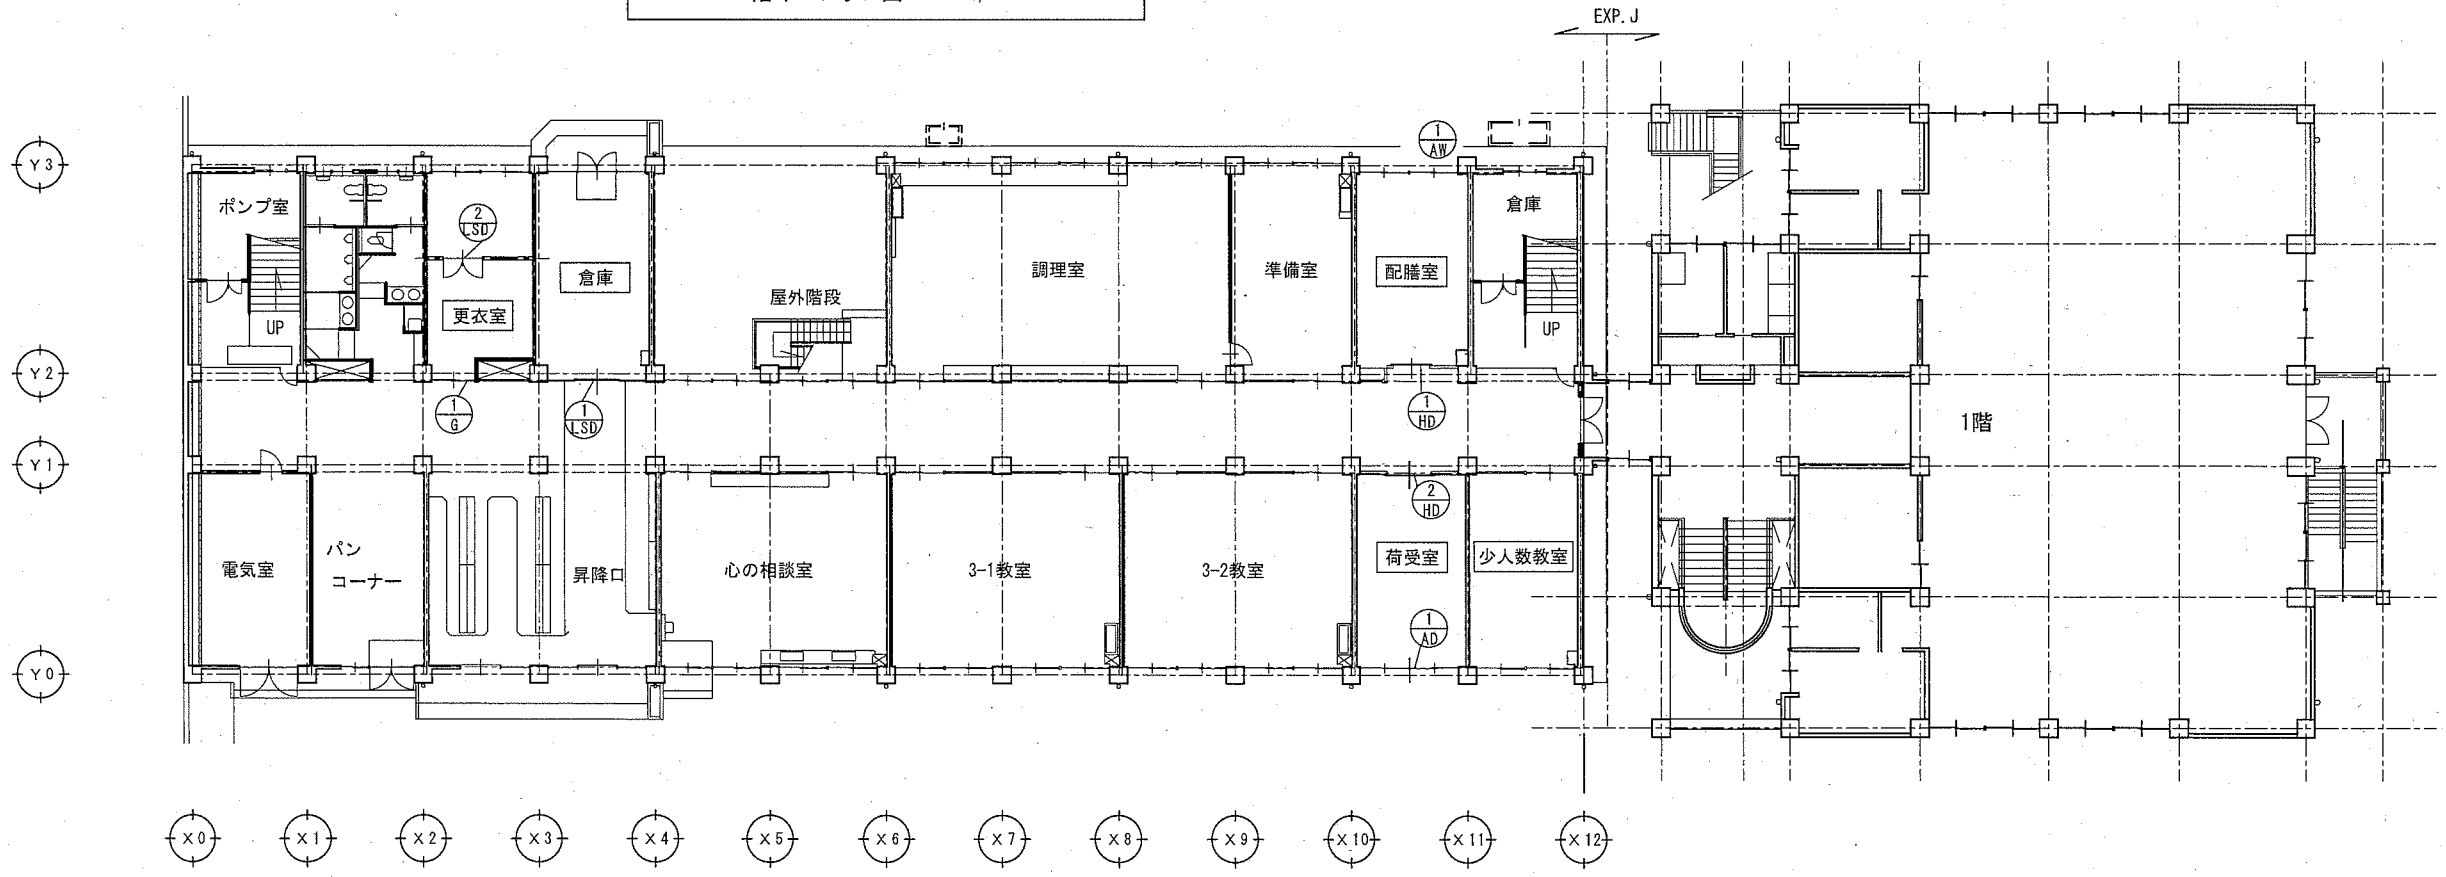 EXP. J
Y3
1
AW
ポンプ室
2
LSD
倉庫
倉庫
調理室
準備室
配膳室
屋外階段
更衣室
UP
UP
Y2
1
G
1
LSD
1
HD
1階
Y1
2
HD
パン
コーナー
電気室
昇降口
心の相談室
3-1教室
3-2教室
荷受室
少人数教室
1
AD
Y0
X0
X1
X2
X3
X4
X5
X6
X7
X8
X9
X10
X11
X12